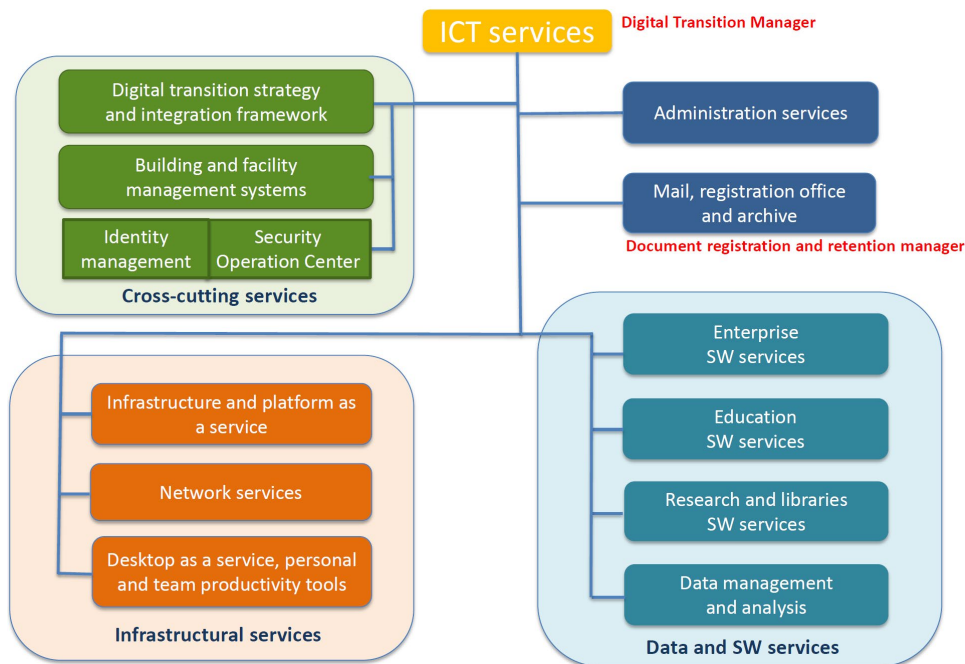 ICT services
Digital Transition Manager
Digital transition strategy
and integration framework
Building and facility
management systems
Identity
management
Security
Operation Center
Cross-cutting services
Administration services
Mail, registration office
and archive
Document registration and retention manager
Infrastructure and platform as
a service
Network services
Desktop as a service, personal
and team productivity tools
Infrastructural services
Enterprise
SW services
Education
SW services
Research and libraries
SW services
Data management
and analysis
Data and SW services